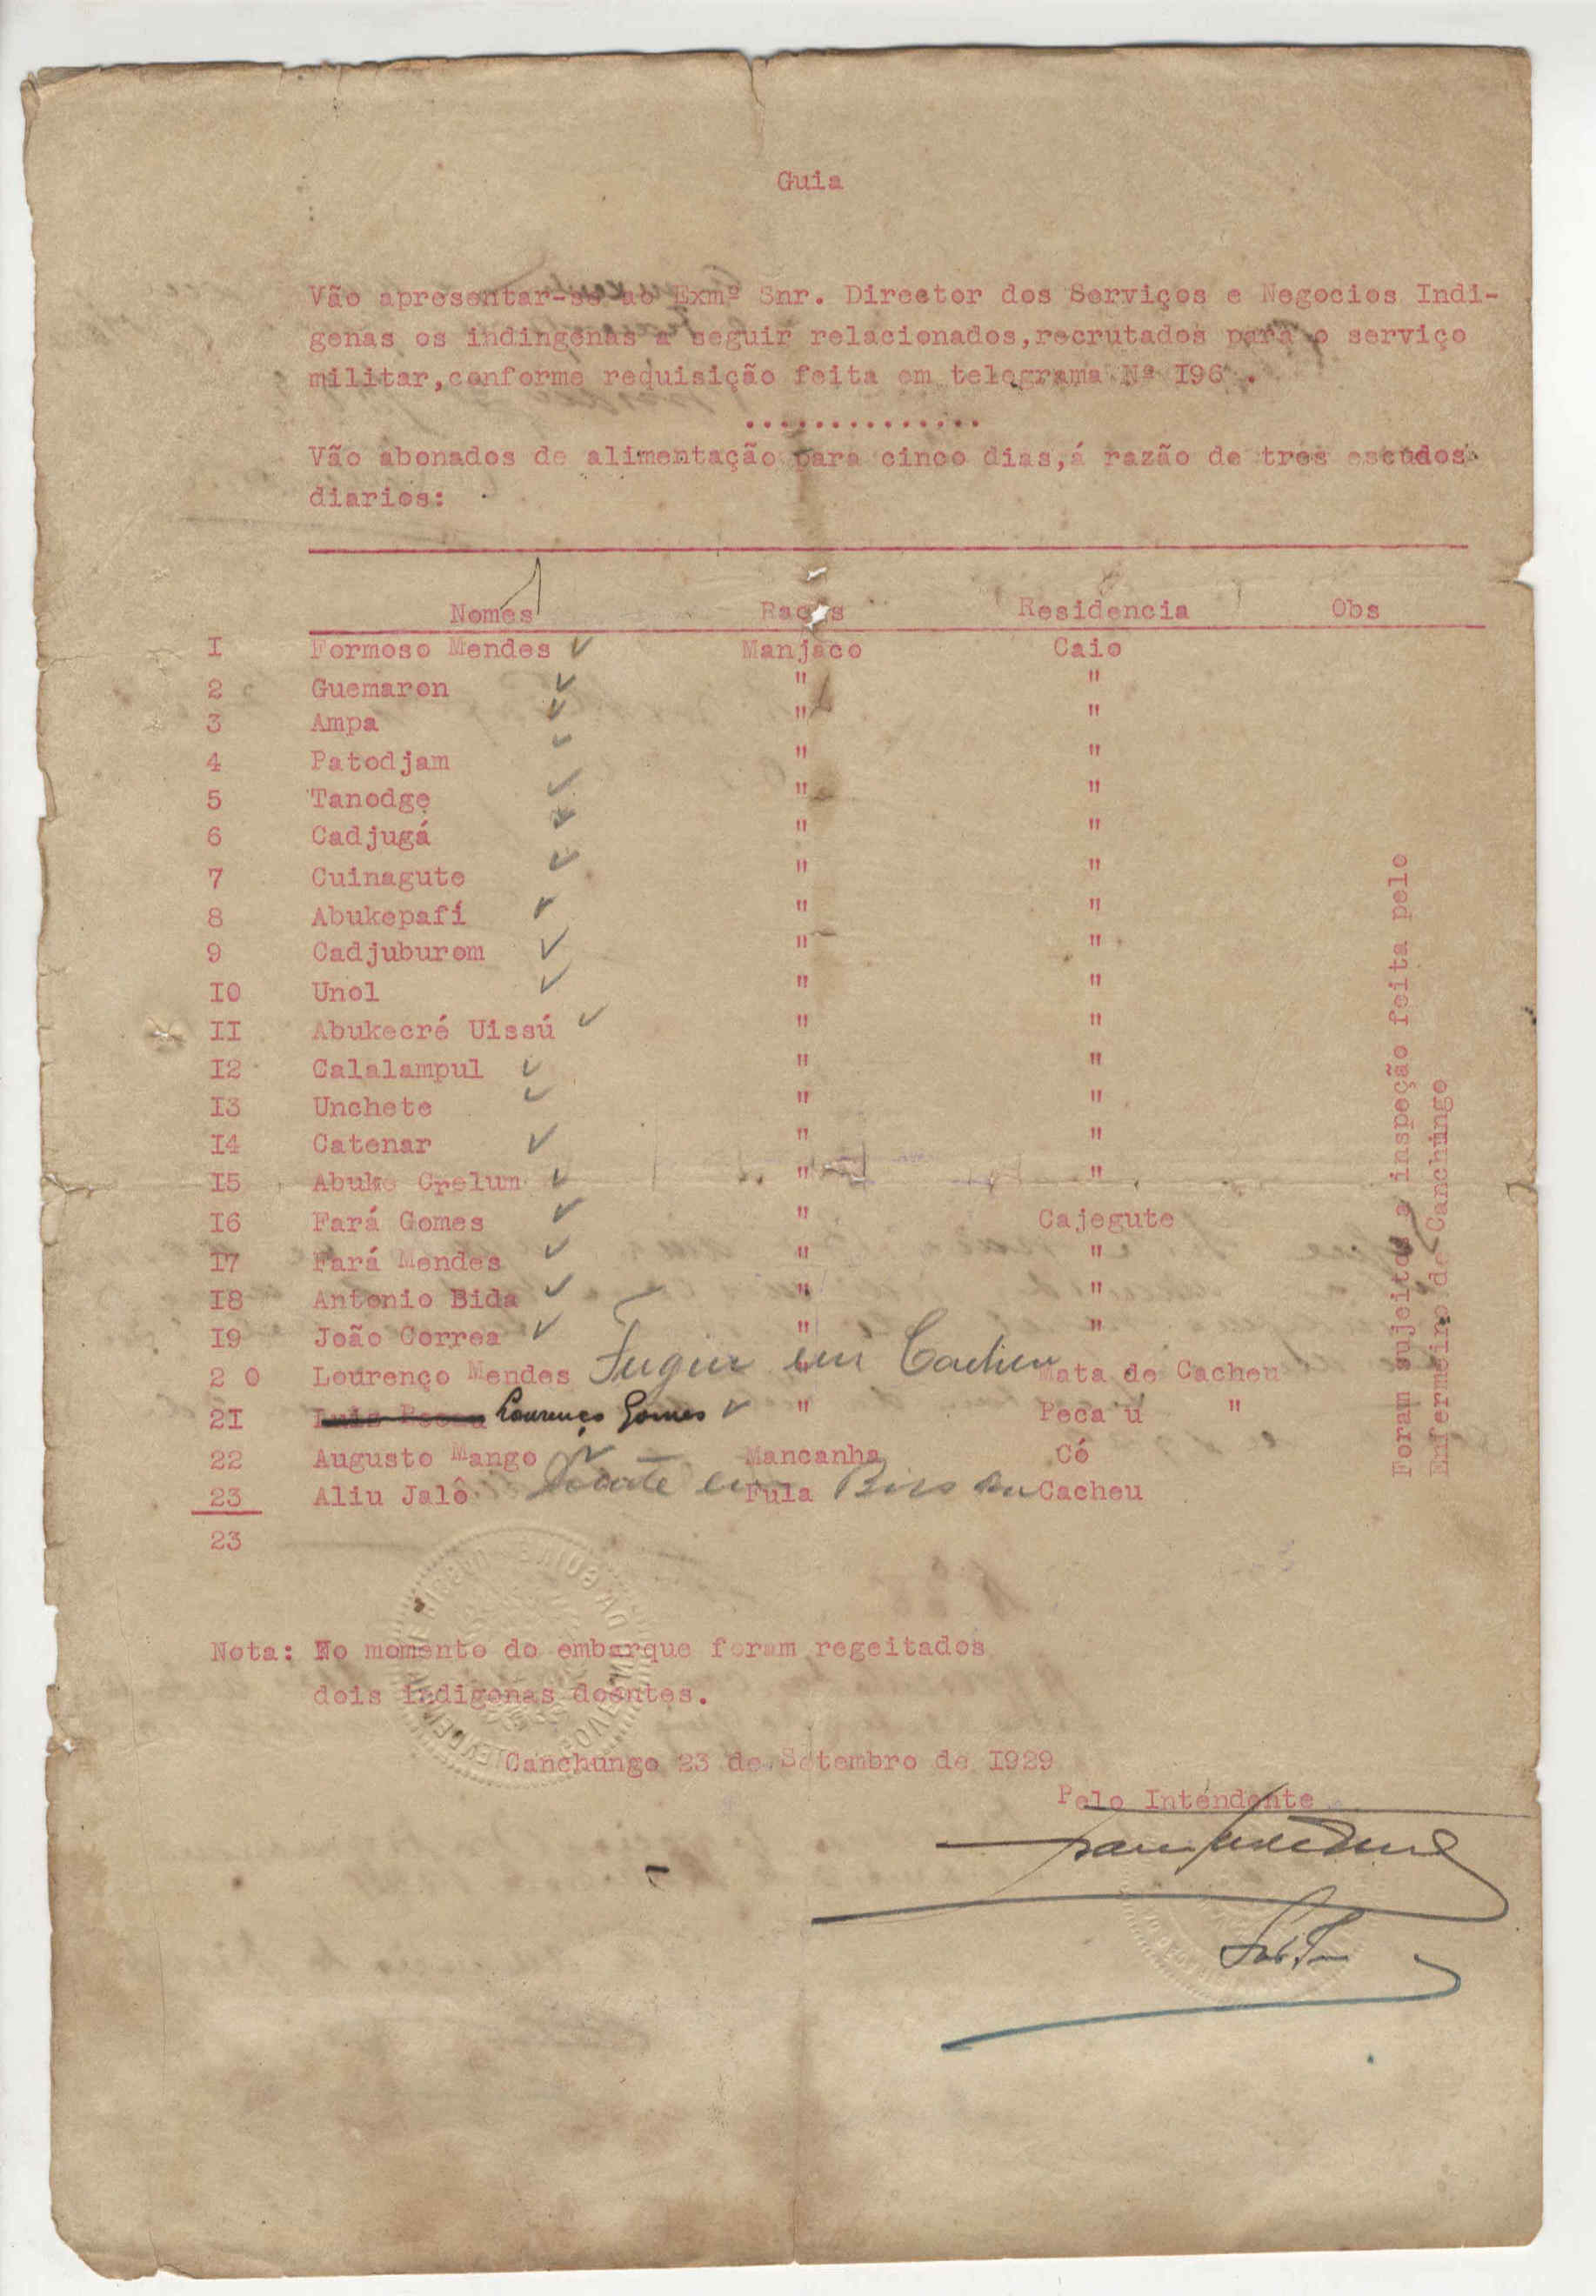 Guia
Vão apresentar-se ao Exmº Snr. Director dos Serviços e Negocios Indi-
genas os indingenas a seguir relacionados,recrutados para o serviço
militar,conforme requisição feita em telegrama Nº I96 .
..............
Vão abonados de alimentação para cinco dias,á razão de tres escudos
diarios:
Nomes Raças Residencia Obs
I Formoso Mendes ✓ Manjaco Caio
2 Guemaron ✓ " "
3 Ampa ✓ " "
4 Patodjam ✓ " "
5 Tanodge ✓ " "
6 Cadjugá ✓ " "
7 Cuinagute ✓ " "
8 Abukepafí ✓ " "
9 Cadjuburom ✓ " "
I0 Unol ✓ " "
II Abukecré Uissú ✓ " "
I2 Calalampul ✓ " "
I3 Unchete ✓ " "
I4 Catenar ✓ " "
I5 Abuke Crelum ✓ " "
I6 Fará Gomes ✓ " Cajegute
I7 Fará Mendes ✓ " "
I8 Antonio Bida ✓ " "
I9 João Correa ✓ " "
2 0 Lourenço Mendes Fugiu em Cacheu " Mata de Cacheu
2I Luis Lourenço Gomes ✓ " Peca u "
22 Augusto Mango ✓ Mancanha Có
23 Aliu Jalô Doente em Bissau Fula Cacheu
23
Foram sujeitos a inspeção feita pelo
Enfermeiro de Canchungo
Nota: No momento do embarque foram regeitados
dois indigenas doentes.
Canchungo 23 de Setembro de I929
Pelo Intendente